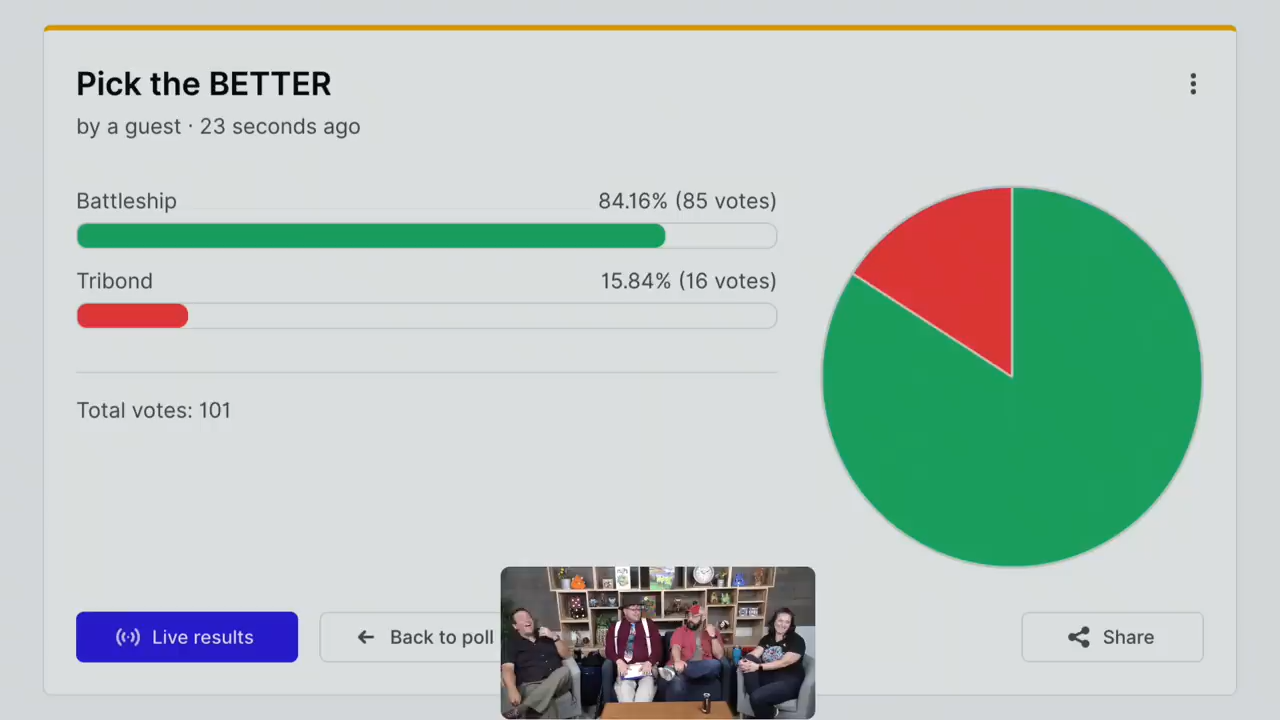 Pick the BETTER
by a guest · 23 seconds ago
Battleship 84.16% (85 votes)
Tribond 15.84% (16 votes)
Total votes: 101
Live results
Back to poll
Share